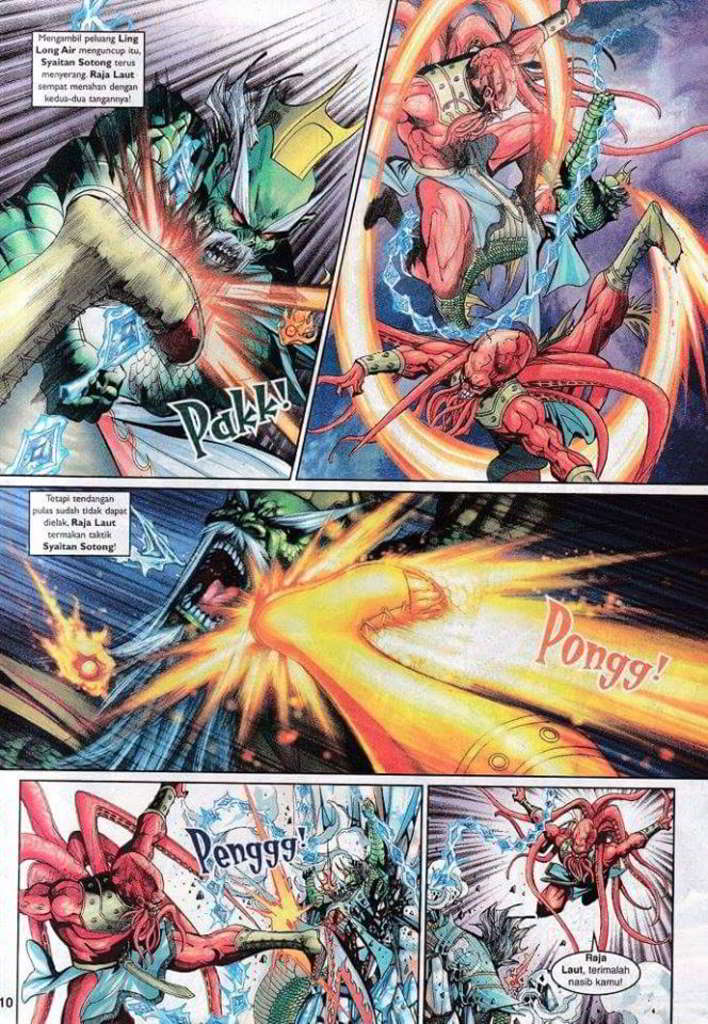 Mengambil peluang Ling
Long Air menguncup itu,
Syaitan Sotong terus
menyerang. Raja Laut
sempat menahan dengan
kedua-dua tangannya!
Pakk!
Tetapi tendangan
pulas sudah tidak dapat
dielak, Raja Laut
termakan taktik
Syaitan Sotong!
Pongg!
Penggg!
Raja
Laut, terimalah
nasib kamu!
10